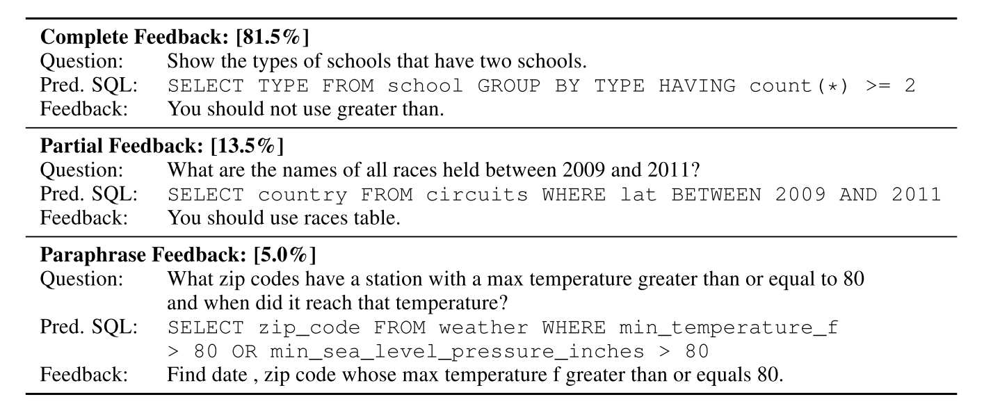 Complete Feedback: [81.5%]
Question: Show the types of schools that have two schools.
Pred. SQL: SELECT TYPE FROM school GROUP BY TYPE HAVING count(*) >= 2
Feedback: You should not use greater than.
Partial Feedback: [13.5%]
Question: What are the names of all races held between 2009 and 2011?
Pred. SQL: SELECT country FROM circuits WHERE lat BETWEEN 2009 AND 2011
Feedback: You should use races table.
Paraphrase Feedback: [5.0%]
Question: What zip codes have a station with a max temperature greater than or equal to 80
and when did it reach that temperature?
Pred. SQL: SELECT zip_code FROM weather WHERE min_temperature_f
> 80 OR min_sea_level_pressure_inches > 80
Feedback: Find date , zip code whose max temperature f greater than or equals 80.